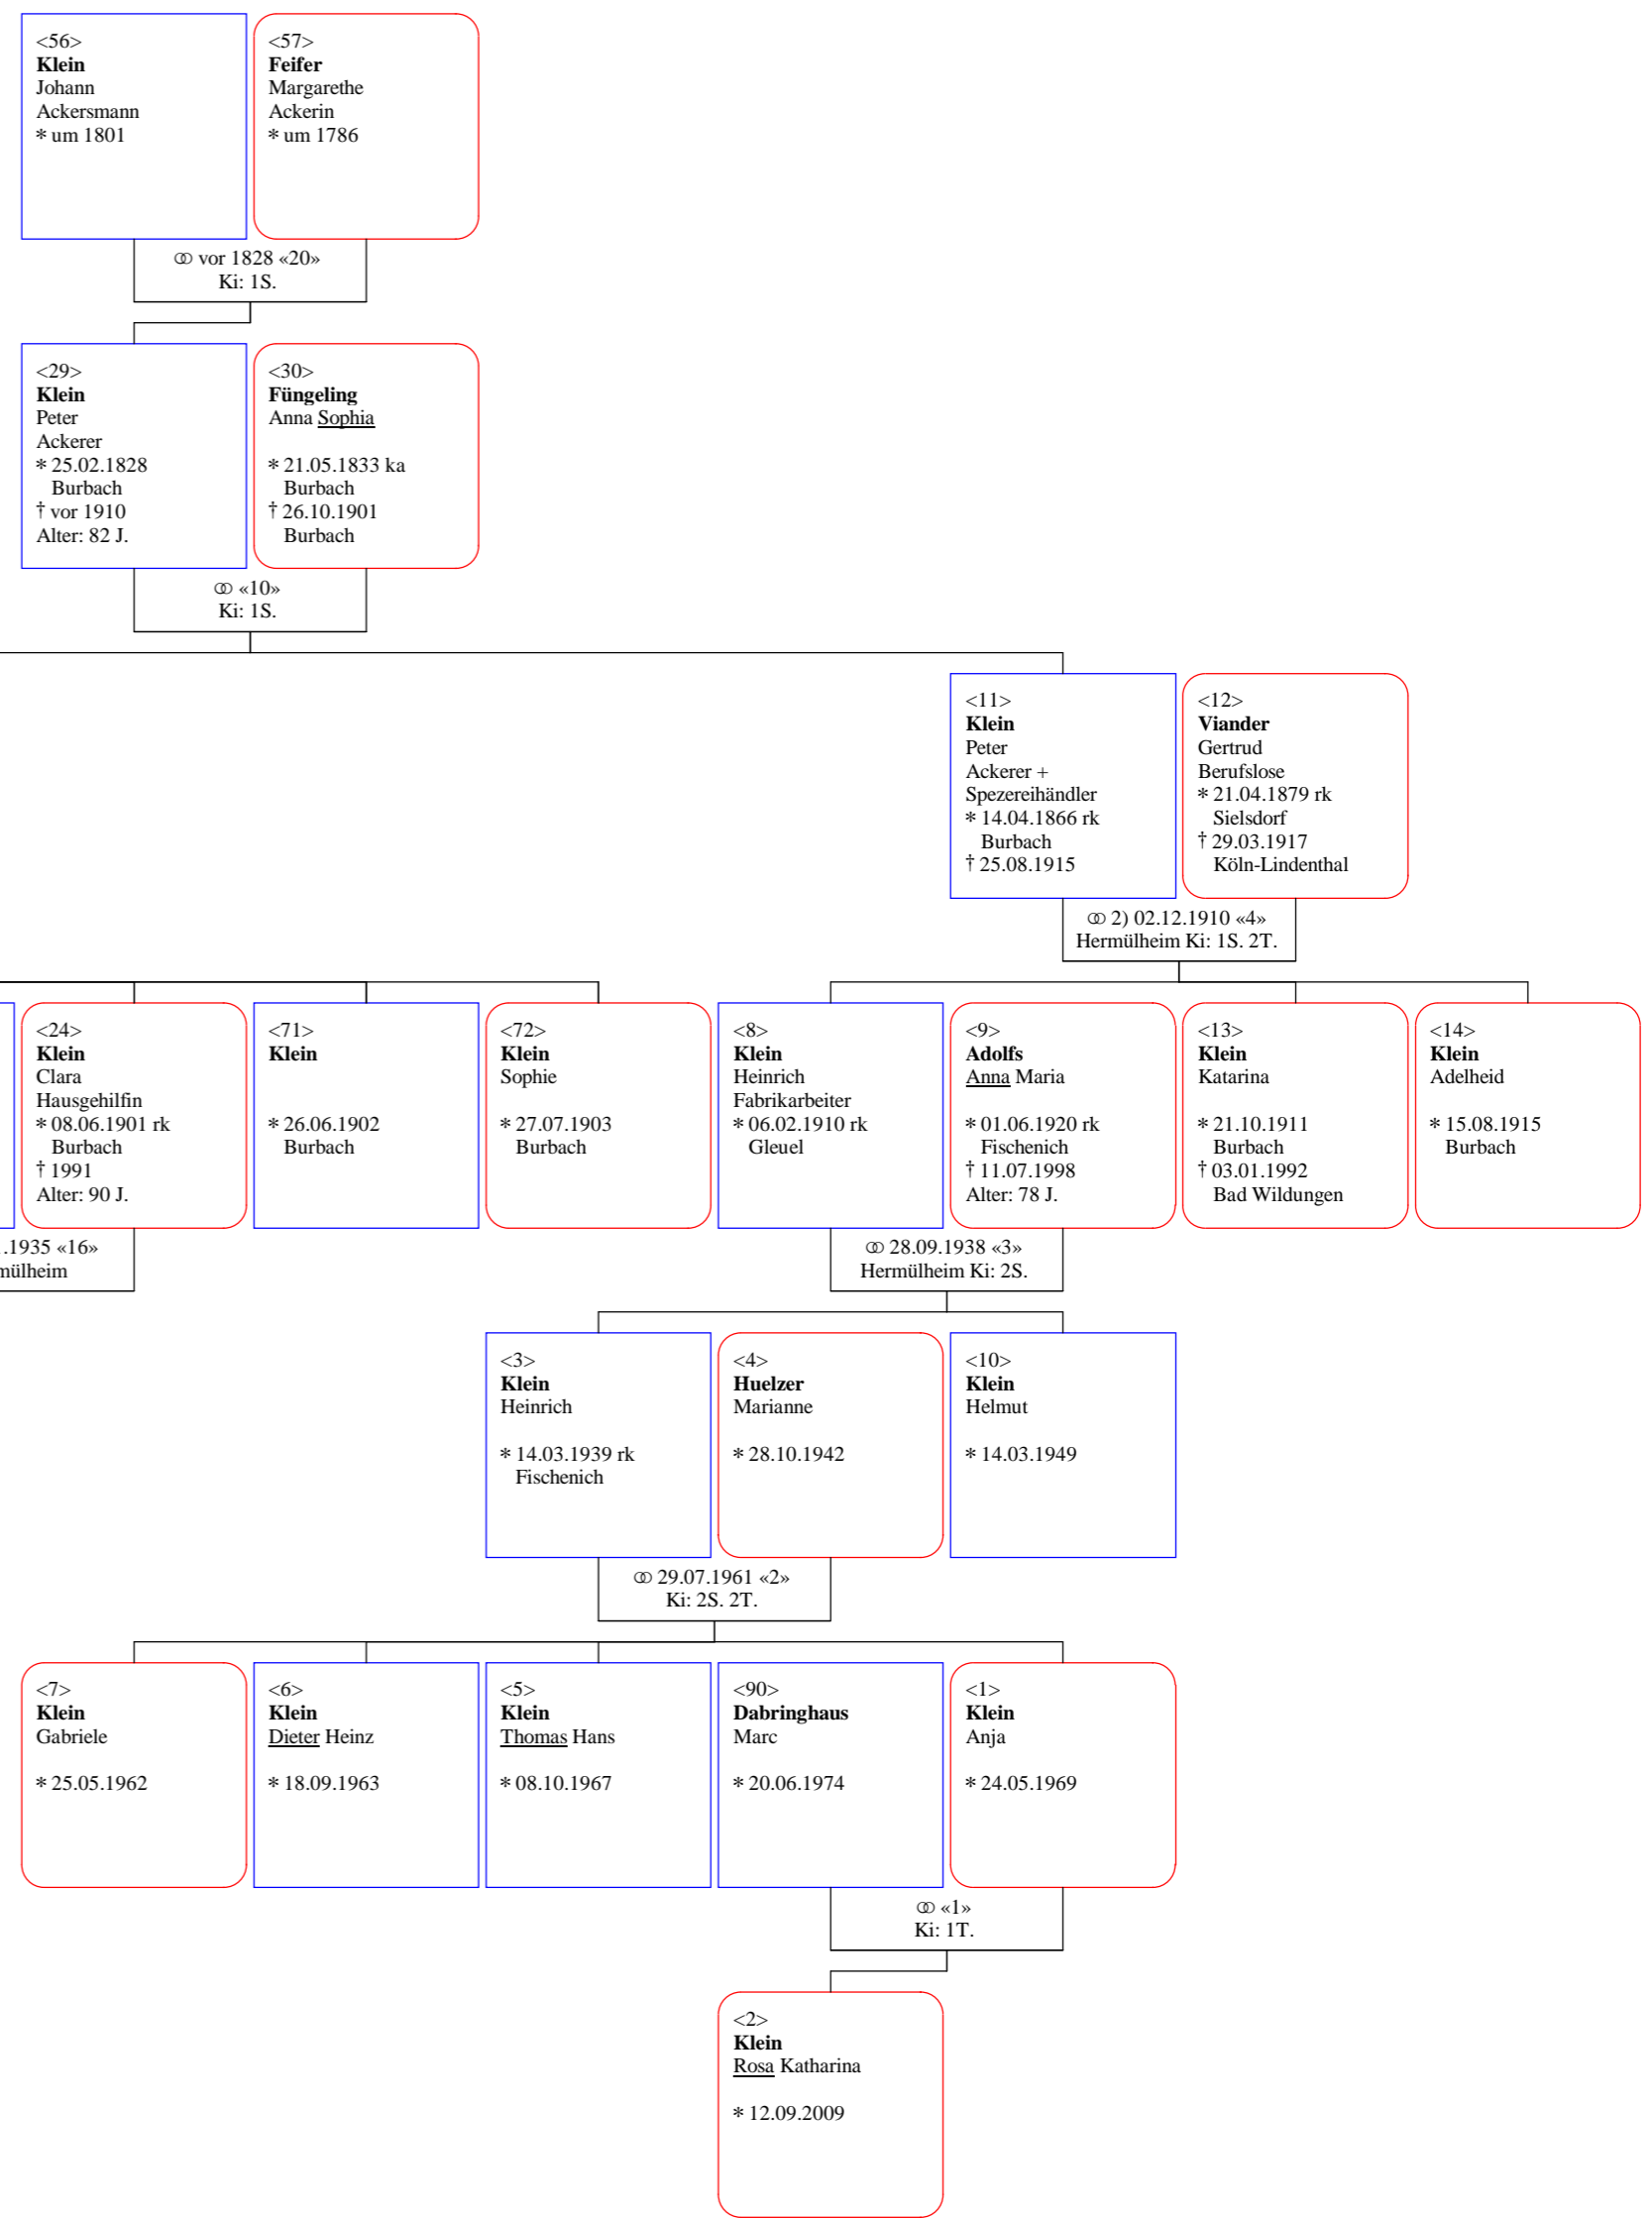 <56>
Klein
Johann
Ackersmann
* um 1801
<57>
Feifer
Margarethe
Ackerin
* um 1786
⚭ vor 1828 «20»
Ki: 1S.
<29>
Klein
Peter
Ackerer
* 25.02.1828
Burbach
† vor 1910
Alter: 82 J.
<30>
Füngeling
Anna Sophia
* 21.05.1833 ka
Burbach
† 26.10.1901
Burbach
⚭ «10»
Ki: 1S.
<11>
Klein
Peter
Ackerer +
Spezereihändler
* 14.04.1866 rk
Burbach
† 25.08.1915
<12>
Viander
Gertrud
Berufslose
* 21.04.1879 rk
Sielsdorf
† 29.03.1917
Köln-Lindenthal
⚭ 2) 02.12.1910 «4»
Hermülheim Ki: 1S. 2T.
<24>
Klein
Clara
Hausgehilfin
* 08.06.1901 rk
Burbach
† 1991
Alter: 90 J.
<71>
Klein
* 26.06.1902
Burbach
<72>
Klein
Sophie
* 27.07.1903
Burbach
<8>
Klein
Heinrich
Fabrikarbeiter
* 06.02.1910 rk
Gleuel
<9>
Adolfs
Anna Maria
* 01.06.1920 rk
Fischenich
† 11.07.1998
Alter: 78 J.
<13>
Klein
Katarina
* 21.10.1911
Burbach
† 03.01.1992
Bad Wildungen
<14>
Klein
Adelheid
* 15.08.1915
Burbach
.1935 «16»
mülheim
⚭ 28.09.1938 «3»
Hermülheim Ki: 2S.
<3>
Klein
Heinrich
* 14.03.1939 rk
Fischenich
<4>
Huelzer
Marianne
* 28.10.1942
<10>
Klein
Helmut
* 14.03.1949
⚭ 29.07.1961 «2»
Ki: 2S. 2T.
<7>
Klein
Gabriele
* 25.05.1962
<6>
Klein
Dieter Heinz
* 18.09.1963
<5>
Klein
Thomas Hans
* 08.10.1967
<90>
Dabringhaus
Marc
* 20.06.1974
<1>
Klein
Anja
* 24.05.1969
⚭ «1»
Ki: 1T.
<2>
Klein
Rosa Katharina
* 12.09.2009